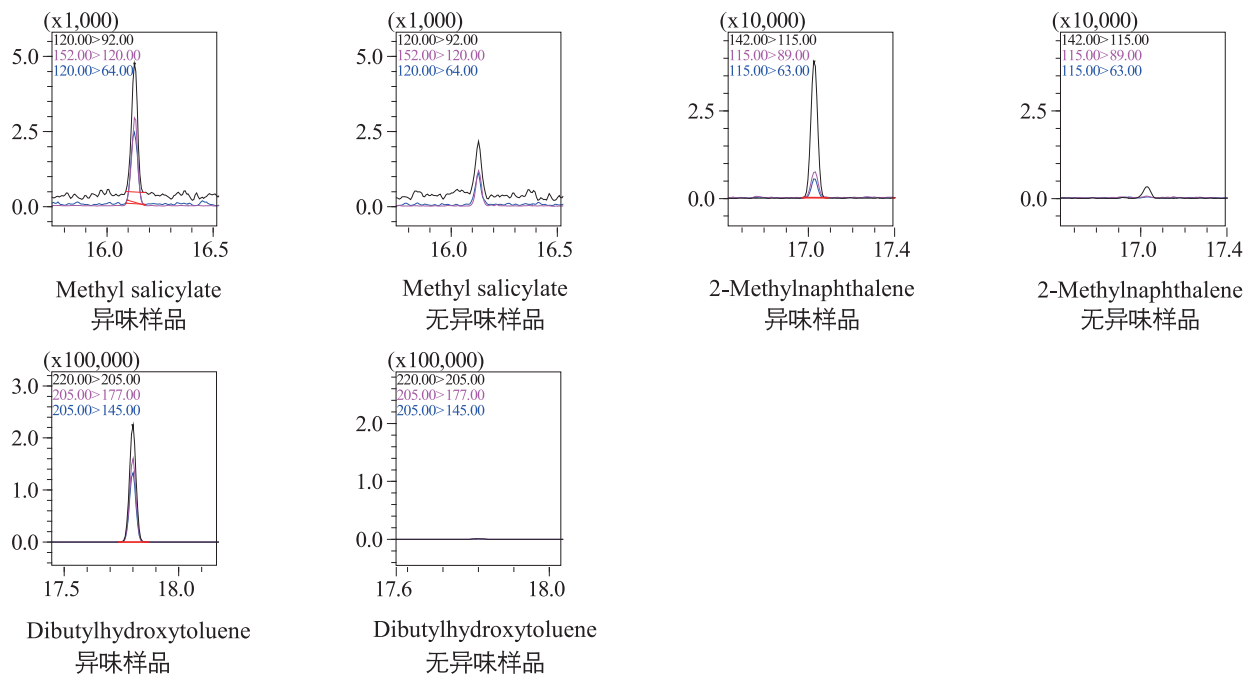 (x1,000)
120.00>92.00
152.00>120.00
120.00>64.00
5.0
2.5
0.0
16.0
16.5
Methyl salicylate
异味样品
(x1,000)
120.00>92.00
152.00>120.00
120.00>64.00
5.0
2.5
0.0
16.0
16.5
Methyl salicylate
无异味样品
(x10,000)
142.00>115.00
115.00>89.00
115.00>63.00
2.5
0.0
17.0
17.4
2-Methylnaphthalene
异味样品
(x10,000)
142.00>115.00
115.00>89.00
115.00>63.00
2.5
0.0
17.0
17.4
2-Methylnaphthalene
无异味样品
(x100,000)
220.00>205.00
205.00>177.00
205.00>145.00
3.0
2.0
1.0
0.0
17.5
18.0
Dibutylhydroxytoluene
异味样品
(x100,000)
220.00>205.00
205.00>177.00
205.00>145.00
2.0
1.0
0.0
17.6
18.0
Dibutylhydroxytoluene
无异味样品